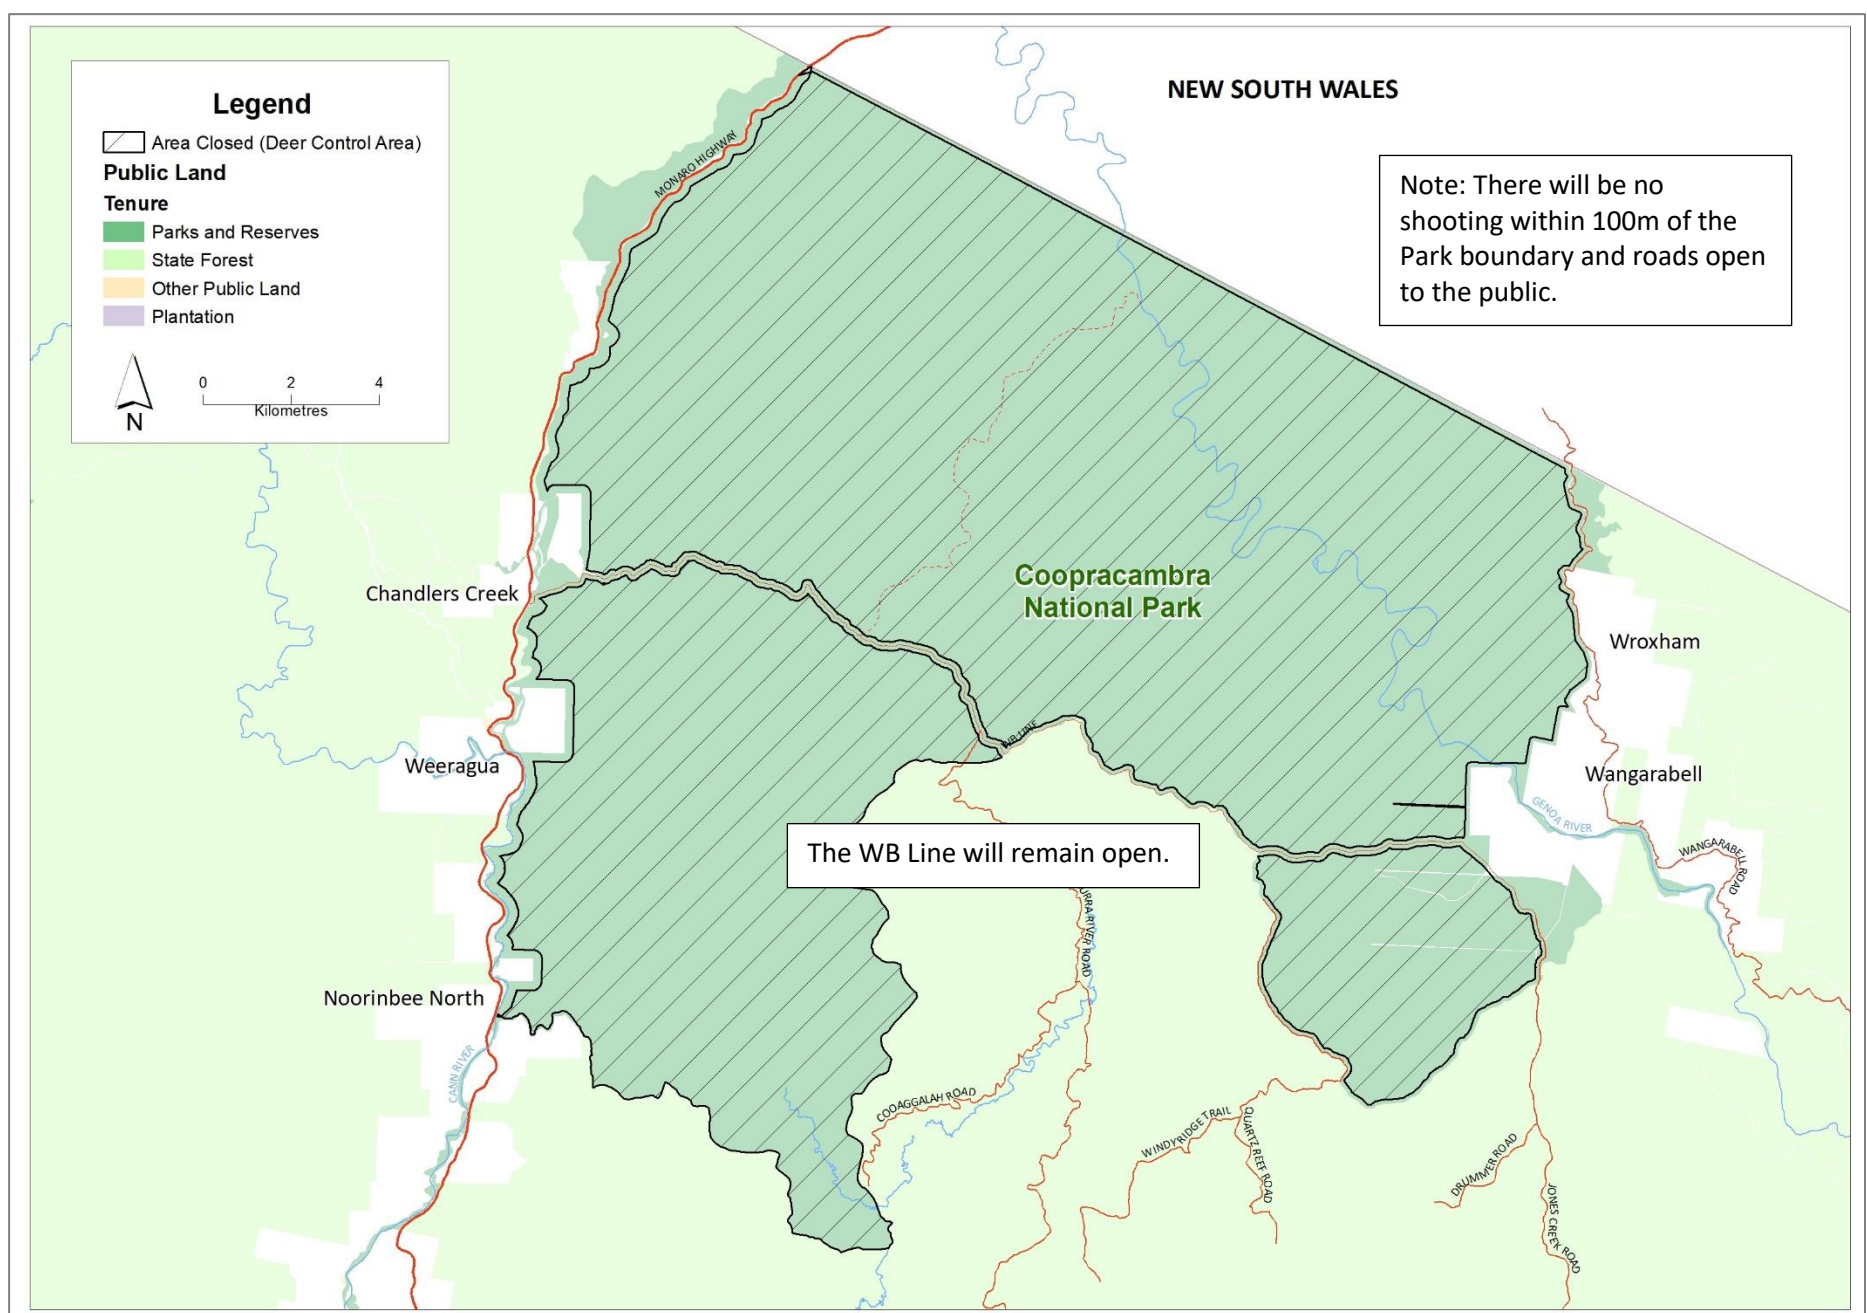 NEW SOUTH WALES
Legend
Area Closed (Deer Control Area)
Public Land
Tenure
Parks and Reserves
State Forest
Other Public Land
Plantation
N
0 2 4
Kilometres
Note: There will be no
shooting within 100m of the
Park boundary and roads open
to the public.
MONARO HIGHWAY
Chandlers Creek
Coopracambra
National Park
Wroxham
WB LINE
Weeragua
Wangarabell
GENOA RIVER
The WB Line will remain open.
WANGARABELL ROAD
URRA RIVER ROAD
Noorinbee North
CANN RIVER
COOAGGALAH ROAD
WINDYRIDGE TRAIL
QUARTZ REEF ROAD
DRUMMER ROAD
JONES CREEK ROAD